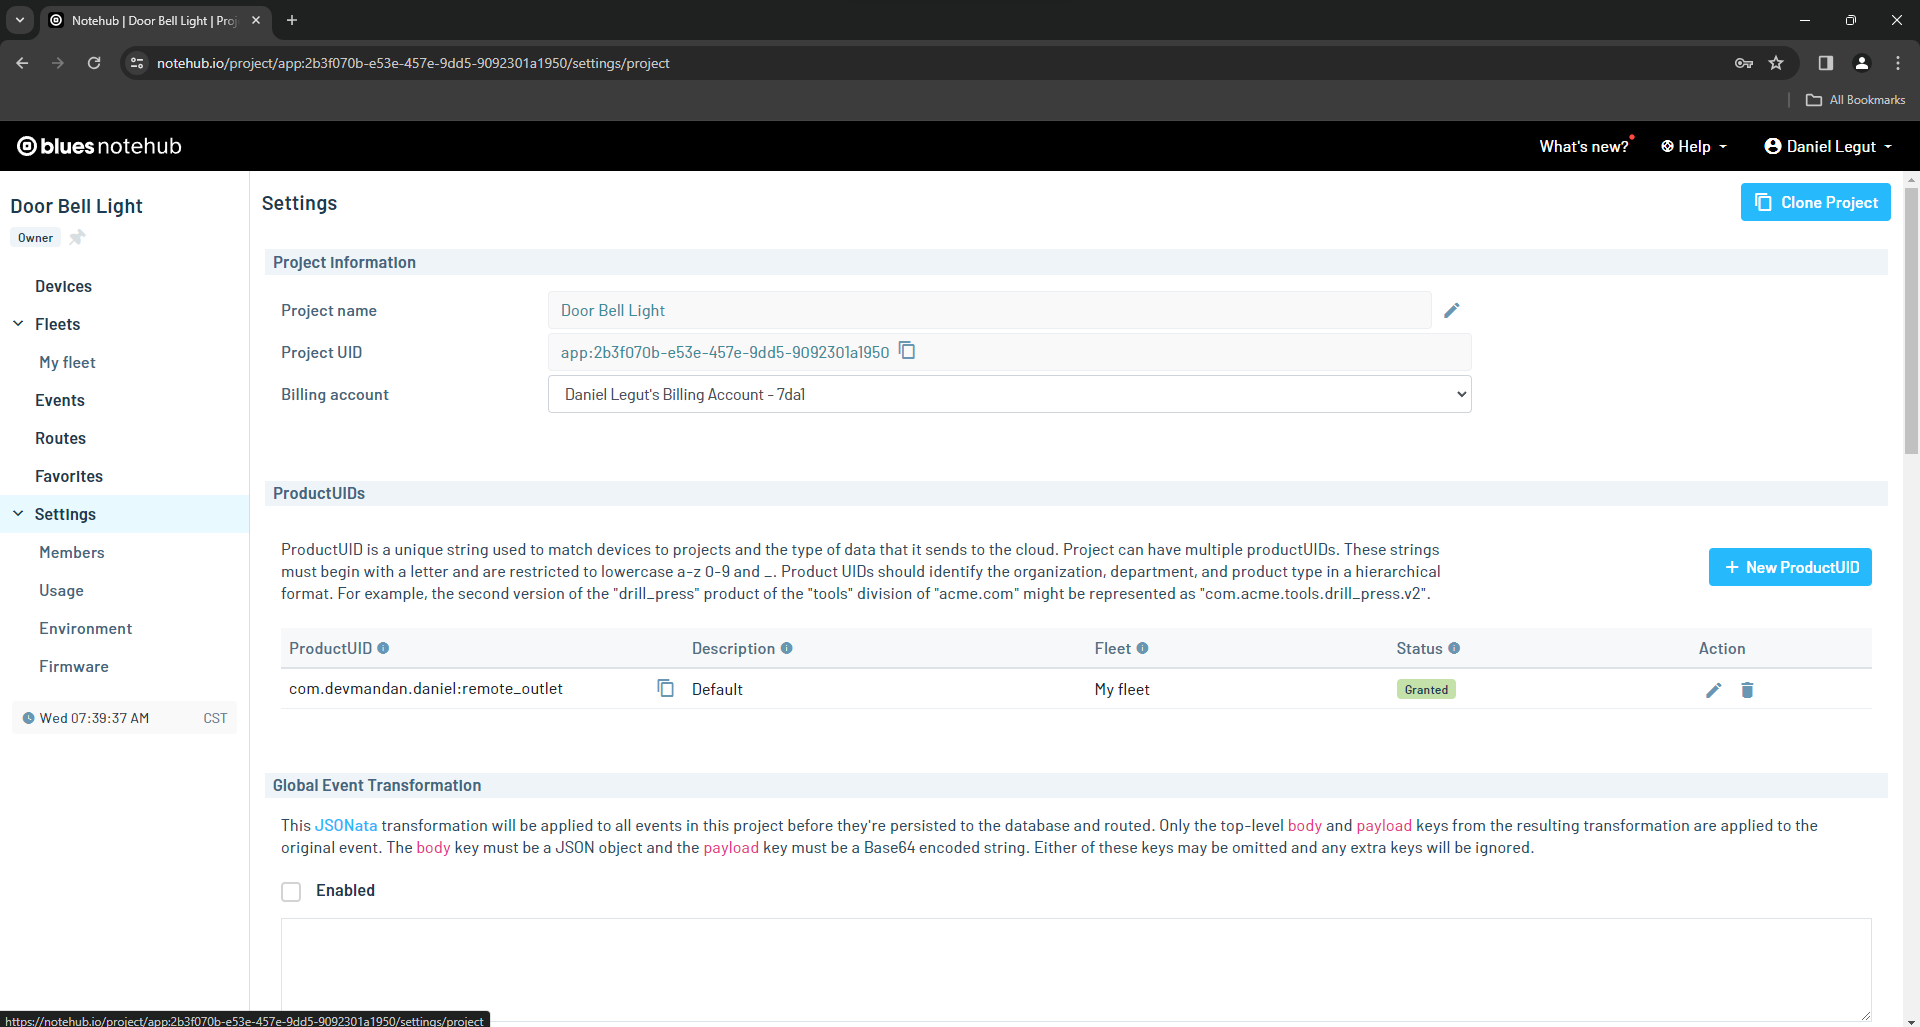 Notehub | Door Bell Light | Proj
notehub.io/project/app:2b3f070b-e53e-457e-9dd5-9092301a1950/settings/project
All Bookmarks
blues notehub
What's new?
Help
Daniel Legut
Door Bell Light
Owner
Devices
Fleets
My fleet
Events
Routes
Favorites
Settings
Members
Usage
Environment
Firmware
Wed 07:39:37 AM CST
Settings
Clone Project
Project Information
Project name
Door Bell Light
Project UID
app:2b3f070b-e53e-457e-9dd5-9092301a1950
Billing account
Daniel Legut's Billing Account - 7da1
ProductUIDs
ProductUID is a unique string used to match devices to projects and the type of data that it sends to the cloud. Project can have multiple productUIDs. These strings
must begin with a letter and are restricted to lowercase a-z 0-9 and _. Product UIDs should identify the organization, department, and product type in a hierarchical
format. For example, the second version of the "drill_press" product of the "tools" division of "acme.com" might be represented as "com.acme.tools.drill_press.v2".
New ProductUID
ProductUID Description Fleet Status Action
com.devmandan.daniel:remote_outlet Default My fleet Granted
Global Event Transformation
This JSONata transformation will be applied to all events in this project before they're persisted to the database and routed. Only the top-level body and payload keys from the resulting transformation are applied to the
original event. The body key must be a JSON object and the payload key must be a Base64 encoded string. Either of these keys may be omitted and any extra keys will be ignored.
Enabled
https://notehub.io/project/app:2b3f070b-e53e-457e-9dd5-9092301a1950/settings/project